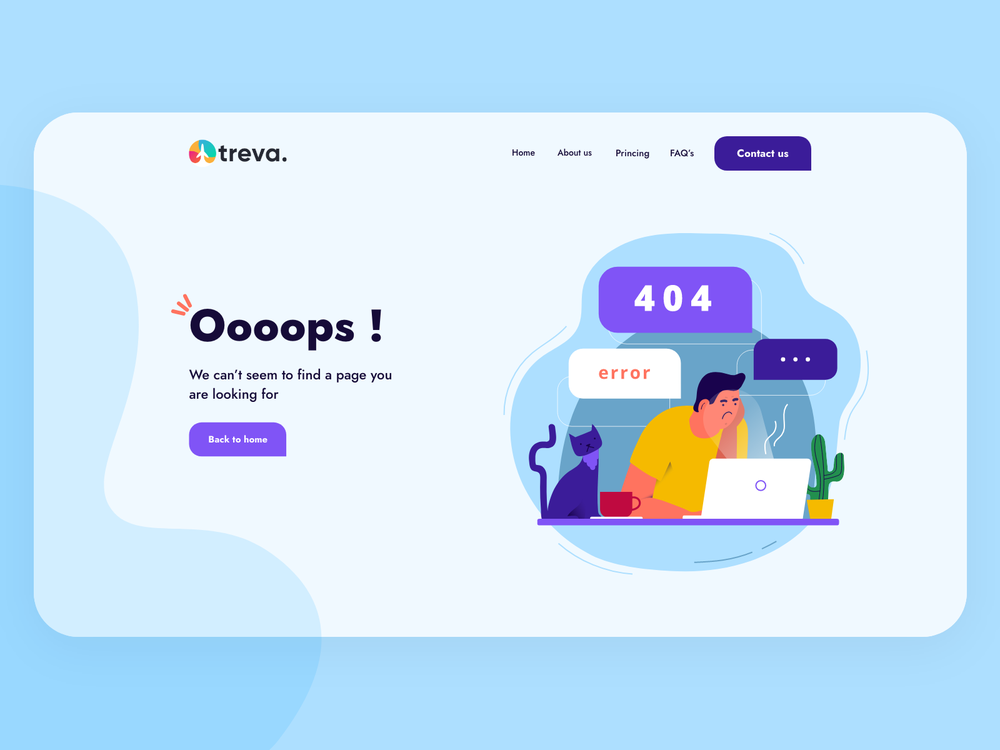 treva.
Home About us Princing FAQ's Contact us
Oooops !
We can't seem to find a page you
are looking for
Back to home
404
error
...